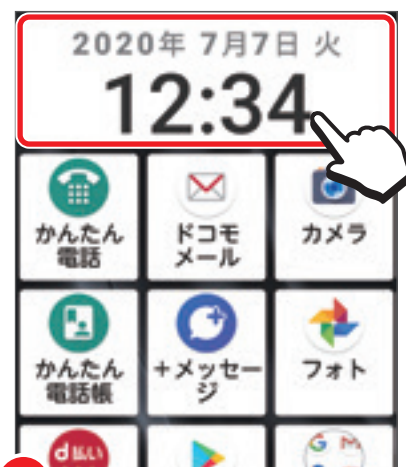 2020年 7月7日 火
12:34
かんたん
電話
ドコモ
メール
カメラ
かんたん
電話帳
+メッセー
ジ
フォト
d払い
G M